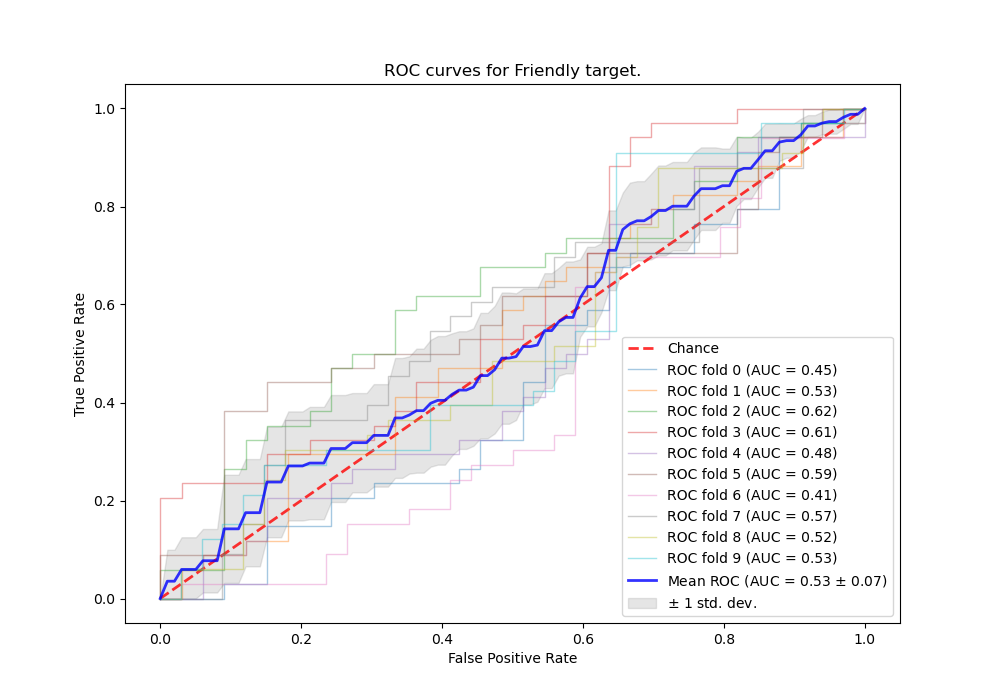 ROC curves for Friendly target.
True Positive Rate
1.0
0.8
0.6
0.4
0.2
0.0
Chance
ROC fold 0 (AUC = 0.45)
ROC fold 1 (AUC = 0.53)
ROC fold 2 (AUC = 0.62)
ROC fold 3 (AUC = 0.61)
ROC fold 4 (AUC = 0.48)
ROC fold 5 (AUC = 0.59)
ROC fold 6 (AUC = 0.41)
ROC fold 7 (AUC = 0.57)
ROC fold 8 (AUC = 0.52)
ROC fold 9 (AUC = 0.53)
Mean ROC (AUC = 0.53 ± 0.07)
± 1 std. dev.
0.0 0.2 0.4 0.6 0.8 1.0
False Positive Rate